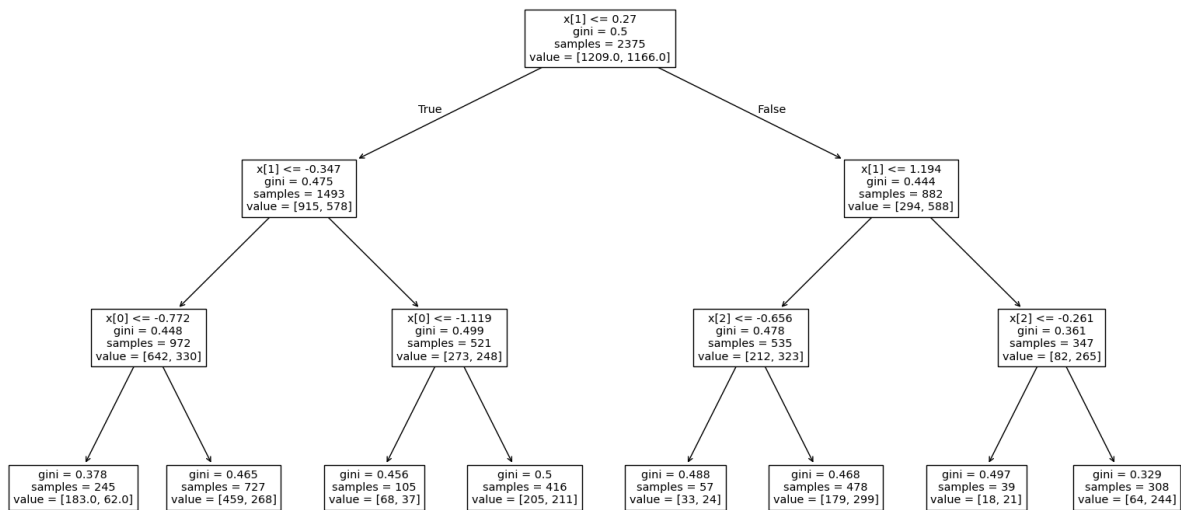 x[1] <= 0.27
gini = 0.5
samples = 2375
value = [1209.0, 1166.0]
True
False
x[1] <= -0.347
gini = 0.475
samples = 1493
value = [915, 578]
x[1] <= 1.194
gini = 0.444
samples = 882
value = [294, 588]
x[0] <= -0.772
gini = 0.448
samples = 972
value = [642, 330]
x[0] <= -1.119
gini = 0.499
samples = 521
value = [273, 248]
x[2] <= -0.656
gini = 0.478
samples = 535
value = [212, 323]
x[2] <= -0.261
gini = 0.361
samples = 347
value = [82, 265]
gini = 0.378
samples = 245
value = [183.0, 62.0]
gini = 0.465
samples = 727
value = [459, 268]
gini = 0.456
samples = 105
value = [68, 37]
gini = 0.5
samples = 416
value = [205, 211]
gini = 0.488
samples = 57
value = [33, 24]
gini = 0.468
samples = 478
value = [179, 299]
gini = 0.497
samples = 39
value = [18, 21]
gini = 0.329
samples = 308
value = [64, 244]